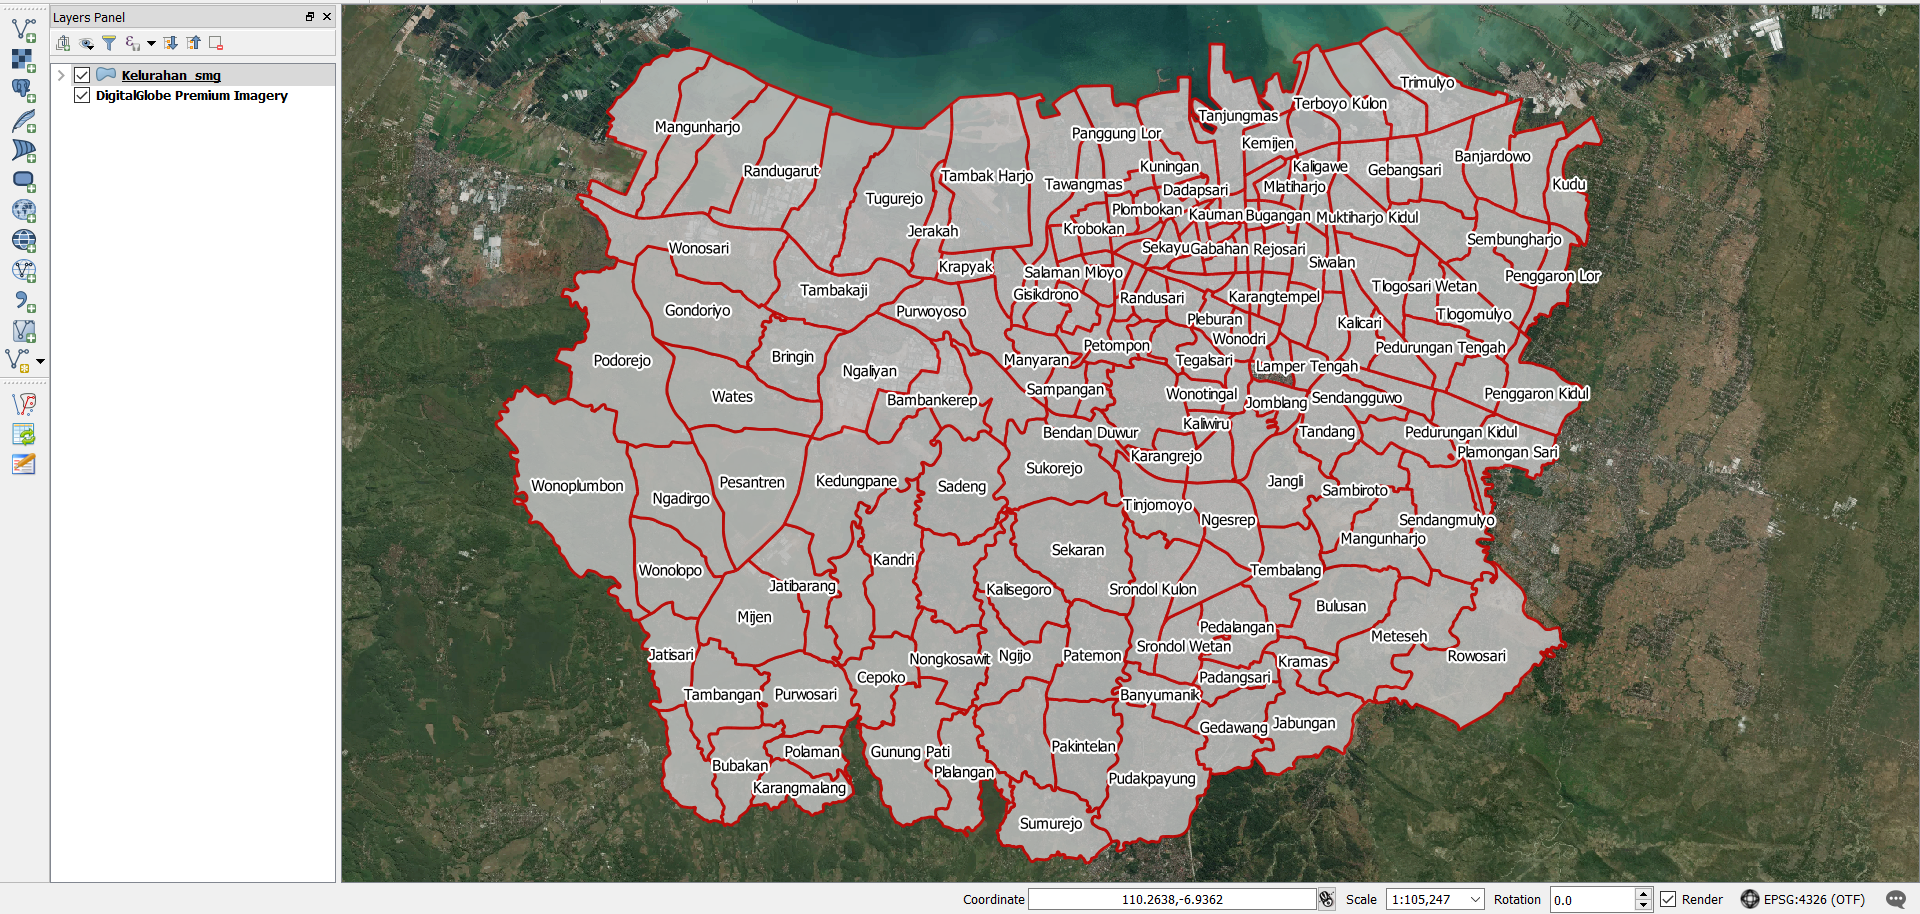 Layers Panel
Kelurahan_smg
DigitalGlobe Premium Imagery
Trimulyo
Terboyo Kulon
Tanjungmas
Mangunharjo
Panggung Lor
Kemijen
Banjardowo
Randugarut
Kuningan
Kaligawe
Gebangsari
Tambak Harjo
Tawangmas
Dadapsari
Mlatiharjo
Kudu
Tugurejo
Plombokan
Kauman
Bugangan
Muktiharjo Kidul
Jerakah
Krobokan
Sembungharjo
Wonosari
Sekayu
Gabahan
Rejosari
Krapyak
Salaman Mloyo
Siwalan
Penggaron Lor
Tambakaji
Gisikdrono
Randusari
Karangtempel
Tlogosari Wetan
Gondoriyo
Purwoyoso
Pleburan
Kalicari
Tlogomulyo
Bringin
Petompon
Wonodri
Pedurungan Tengah
Podorejo
Ngaliyan
Manyaran
Tegalsari
Lamper Tengah
Wates
Bambankerep
Sampangan
Wonotingal
Jomblang
Sendangguwo
Penggaron Kidul
Bendan Duwur
Kaliwiru
Tandang
Pedurungan Kidul
Karangrejo
Plamongan Sari
Wonoplumbon
Ngadirgo
Pesantren
Kedungpane
Sadeng
Sukorejo
Jangli
Sambiroto
Tinjomoyo
Ngesrep
Sendangmulyo
Mangunharjo
Wonolopo
Kandri
Sekaran
Tembalang
Jatibarang
Kalisegoro
Srondol Kulon
Mijen
Bulusan
Pedalangan
Meteseh
Jatisari
Nongkosawit
Ngijo
Patemon
Srondol Wetan
Kramas
Rowosari
Cepoko
Padangsari
Tambangan
Purwosari
Banyumanik
Gedawang
Jabungan
Polaman
Gunung Pati
Pakintelan
Bubakan
Plalangan
Pudakpayung
Karangmalang
Sumurejo
Coordinate 110.2638,-6.9362 Scale 1:105,247 Rotation 0.0 Render EPSG:4326 (OTF)